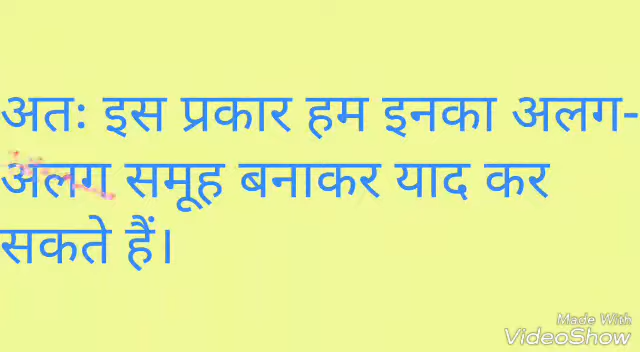 अतः इस प्रकार हम इनका अलग-
अलग समूह बनाकर याद कर
सकते हैं।
Made With
VideoShow